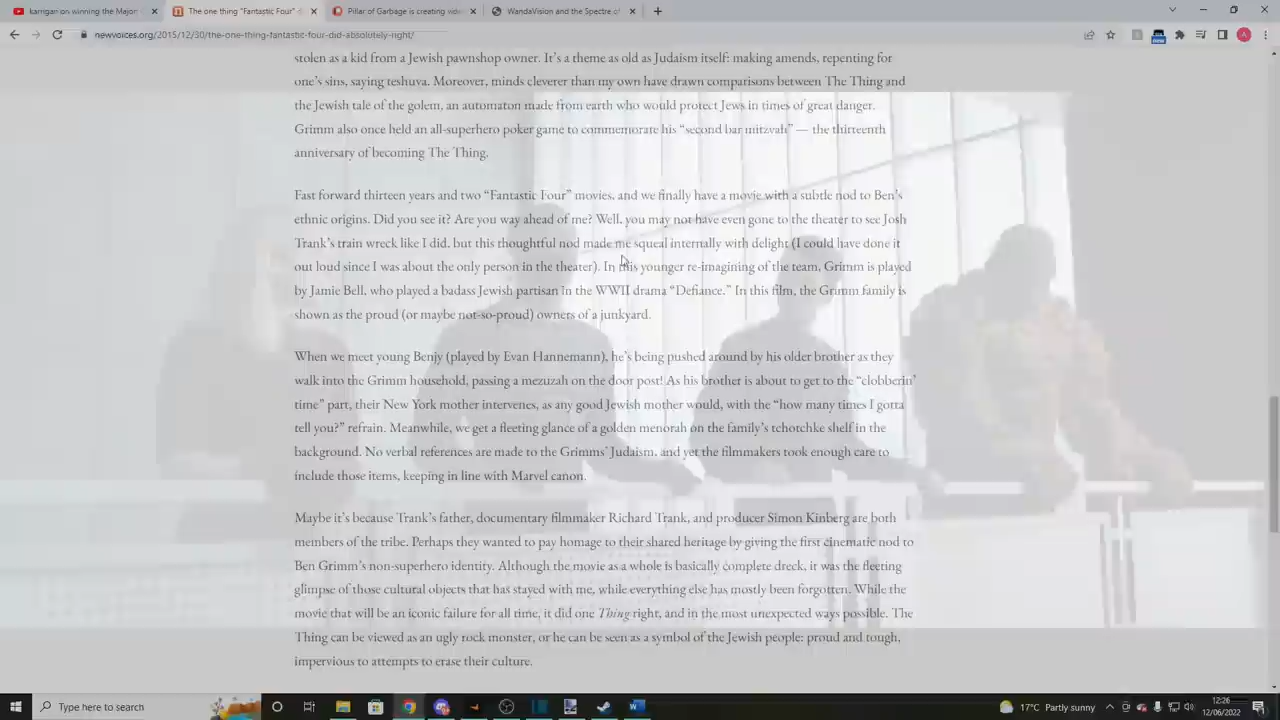 karrigan on winning the Major:
The one thing "Fantastic Four"
Pillar of Garbage is creating vide
WandaVision and the Spectre of
newvoices.org/2015/12/30/the-one-thing-fantastic-four-did-absolutely-right/
stolen as a kid from a Jewish pawnshop owner. It's a theme as old as Judaism itself: making amends, repenting for
one's sins, saying teshuva. Moreover, minds cleverer than my own have drawn comparisons between The Thing and
the Jewish tale of the golem, an automaton made from earth who would protect Jews in times of great danger.
Grimm also once held an all-superhero poker game to commemorate his "second bar mitzvah" — the thirteenth
anniversary of becoming The Thing.
Fast forward thirteen years and two "Fantastic Four" movies, and we finally have a movie with a subtle nod to Ben's
ethnic origins. Did you see it? Are you way ahead of me? Well, you may not have even gone to the theater to see Josh
Trank's train wreck like I did, but this thoughtful nod made me squeal internally with delight (I could have done it
out loud since I was about the only person in the theater). In this younger re-imagining of the team, Grimm is played
by Jamie Bell, who played a badass Jewish partisan in the WWII drama "Defiance." In this film, the Grimm family is
shown as the proud (or maybe not-so-proud) owners of a junkyard.
When we meet young Benjy (played by Evan Hannemann), he's being pushed around by his older brother as they
walk into the Grimm household, passing a mezuzah on the door post! As his brother is about to get to the "clobberin'
time" part, their New York mother intervenes, as any good Jewish mother would, with the "how many times I gotta
tell you?" refrain. Meanwhile, we get a fleeting glance of a golden menorah on the family's tchotchke shelf in the
background. No verbal references are made to the Grimms' Judaism, and yet the filmmakers took enough care to
include those items, keeping in line with Marvel canon.
Maybe it's because Trank's father, documentary filmmaker Richard Trank, and producer Simon Kinberg are both
members of the tribe. Perhaps they wanted to pay homage to their shared heritage by giving the first cinematic nod to
Ben Grimm's non-superhero identity. Although the movie as a whole is basically complete dreck, it was the fleeting
glimpse of those cultural objects that has stayed with me, while everything else has mostly been forgotten. While the
movie that will be an iconic failure for all time, it did one Thing right, and in the most unexpected ways possible. The
Thing can be viewed as an ugly rock monster, or he can be seen as a symbol of the Jewish people: proud and tough,
impervious to attempts to erase their culture.
Type here to search
17°C Partly sunny
12:26
12/06/2022